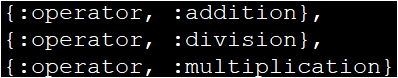 {:operator, :addition},
{:operator, :division},
{:operator, :multiplication}